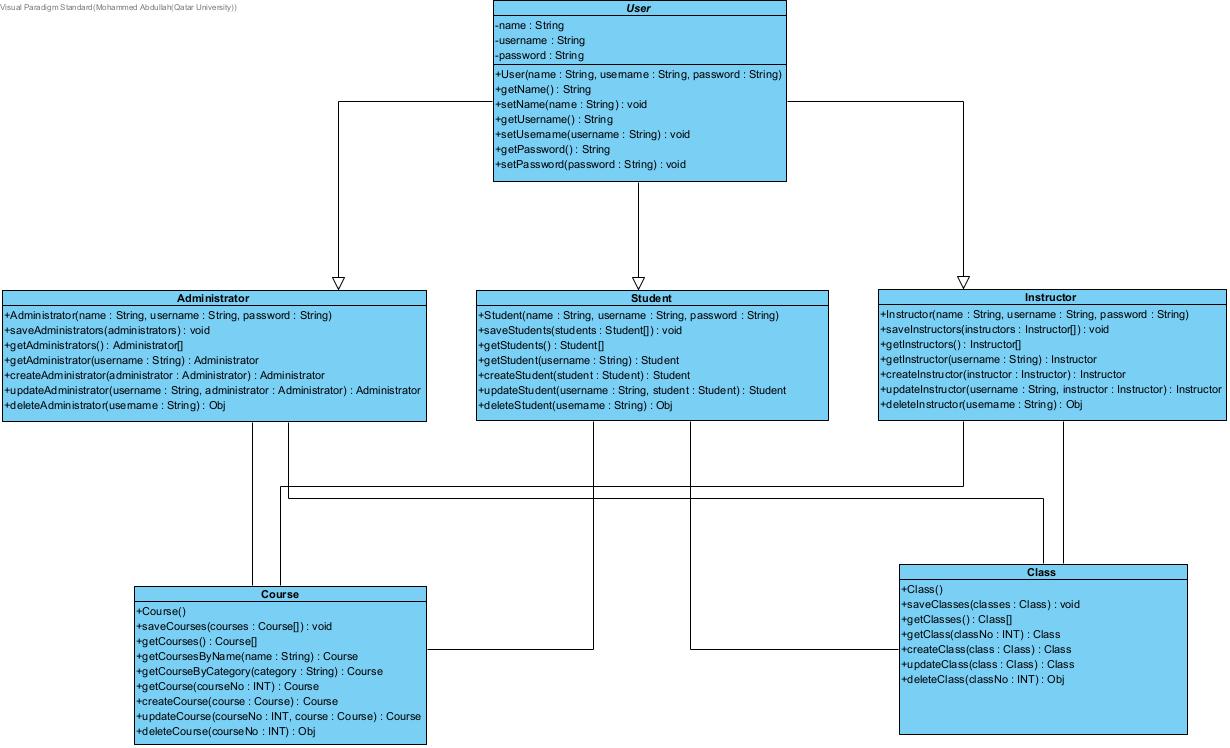 Visual Paradigm Standard(Mohammed Abdullah(Qatar University))
User
-name : String
-username : String
-password : String
+User(name : String, username : String, password : String)
+getName() : String
+setName(name : String) : void
+getUsername() : String
+setUsername(username : String) : void
+getPassword() : String
+setPassword(password : String) : void
Administrator
+Administrator(name : String, username : String, password : String)
+saveAdministrators(administrators) : void
+getAdministrators() : Administrator[]
+getAdministrator(username : String) : Administrator
+createAdministrator(administrator : Administrator) : Administrator
+updateAdministrator(username : String, administrator : Administrator) : Administrator
+deleteAdministrator(username : String) : Obj
Student
+Student(name : String, username : String, password : String)
+saveStudents(students : Student[]) : void
+getStudents() : Student[]
+getStudent(username : String) : Student
+createStudent(student : Student) : Student
+updateStudent(username : String, student : Student) : Student
+deleteStudent(username : String) : Obj
Instructor
+Instructor(name : String, username : String, password : String)
+saveInstructors(instructors : Instructor[]) : void
+getInstructors() : Instructor[]
+getInstructor(username : String) : Instructor
+createInstructor(instructor : Instructor) : Instructor
+updateInstructor(username : String, instructor : Instructor) : Instructor
+deleteInstructor(username : String) : Obj
Course
+Course()
+saveCourses(courses : Course[]) : void
+getCourses() : Course[]
+getCoursesByName(name : String) : Course
+getCourseByCategory(category : String) : Course
+getCourse(courseNo : INT) : Course
+createCourse(course : Course) : Course
+updateCourse(courseNo : INT, course : Course) : Course
+deleteCourse(courseNo : INT) : Obj
Class
+Class()
+saveClasses(classes : Class) : void
+getClasses() : Class[]
+getClass(classNo : INT) : Class
+createClass(class : Class) : Class
+updateClass(class : Class) : Class
+deleteClass(classNo : INT) : Obj